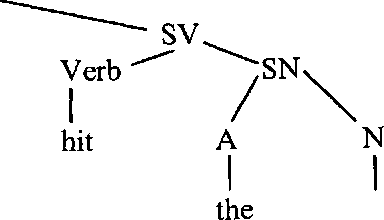 SV
Verb SN
hit A N
the